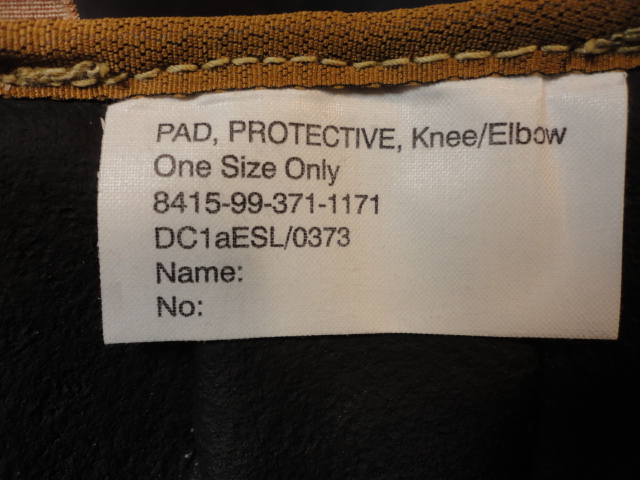 PAD, PROTECTIVE, Knee/Elbow
One Size Only
8415-99-371-1171
DC1aESL/0373
Name:
No: